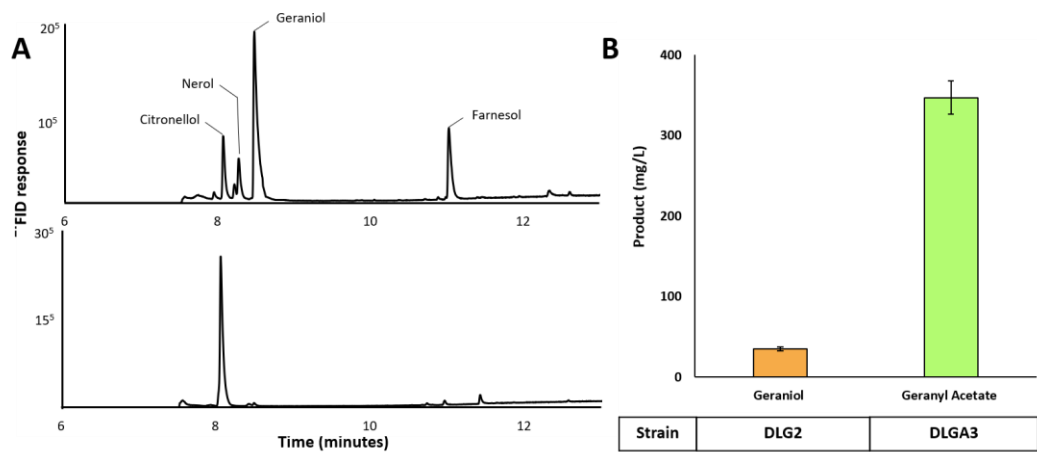 A
20⁵
10⁵
Geraniol
Nerol
Citronellol
Farnesol
6
8
10
12
FID response
30⁵
15⁵
6
8
10
12
Time (minutes)
B
400
300
200
100
0
Product (mg/L)
Geraniol
Geranyl Acetate
Strain DLG2 DLGA3